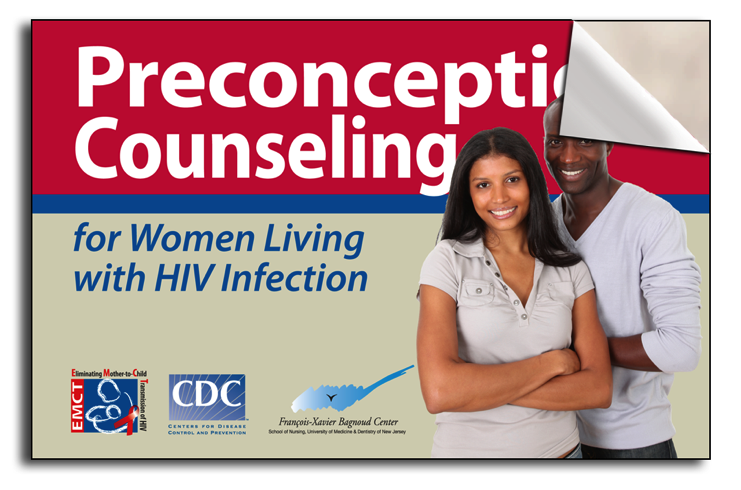 Preconceptio
Counseling
for Women Living
with HIV Infection
Eliminating Mother-to-Child
Transmission of HIV
EMCT
CDC
CENTERS FOR DISEASE
CONTROL AND PREVENTION
François-Xavier Bagnoud Center
School of Nursing, University of Medicine & Dentistry of New Jersey